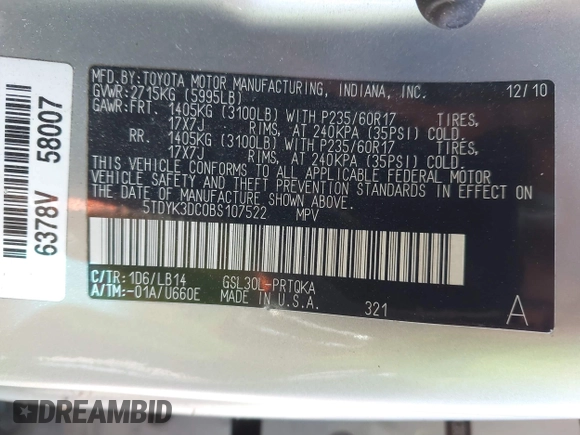 MFD.BY:TOYOTA MOTOR MANUFACTURING, INDIANA, INC. 12/10
GVWR:2715KG (5995LB)
GAWR:FRT. 1405KG (3100LB) WITH P235/60R17 TIRES,
17X7J RIMS, AT 240KPA (35PSI) COLD.
RR. 1405KG (3100LB) WITH P235/60R17 TIRES,
17X7J RIMS, AT 240KPA (35PSI) COLD.
THIS VEHICLE CONFORMS TO ALL APPLICABLE FEDERAL MOTOR
VEHICLE SAFETY AND THEFT PREVENTION STANDARDS IN EFFECT ON
THE DATE OF MANUFACTURE SHOWN ABOVE.
5TDYK3DC0BS107522 MPV
C/TR:1D6/LB14 GSL30L-PRTQKA
A/TM:-01A/U660E MADE IN U.S.A. 321 A
6378V 58007
DREAMBID